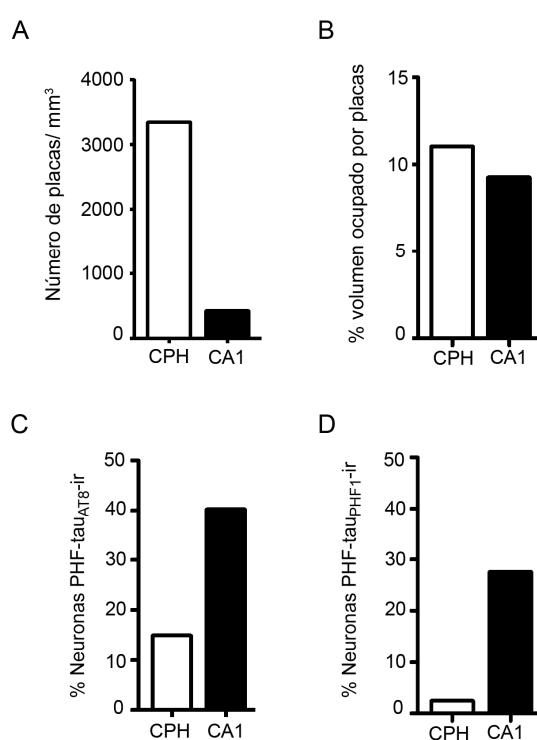 A
Número de placas/ mm³
4000
3000
2000
1000
0
CPH CA1
B
% volumen ocupado por placas
15
10
5
0
CPH CA1
C
% Neuronas PHF-tauAT8-ir
50
40
30
20
10
0
CPH CA1
D
% Neuronas PHF-tauPHF1-ir
50
40
30
20
10
0
CPH CA1